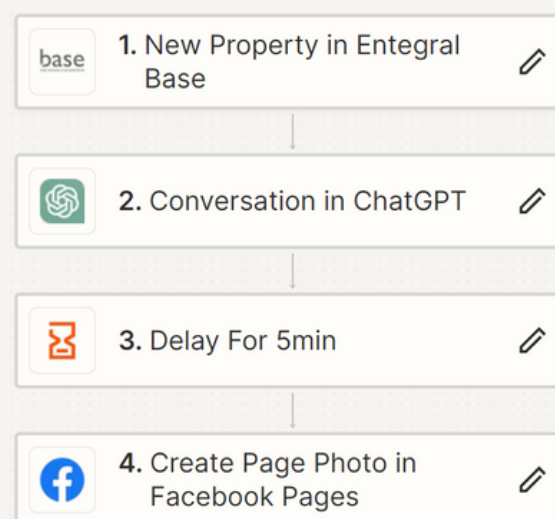 base
1. New Property in Entegral
Base
2. Conversation in ChatGPT
3. Delay For 5min
4. Create Page Photo in
Facebook Pages